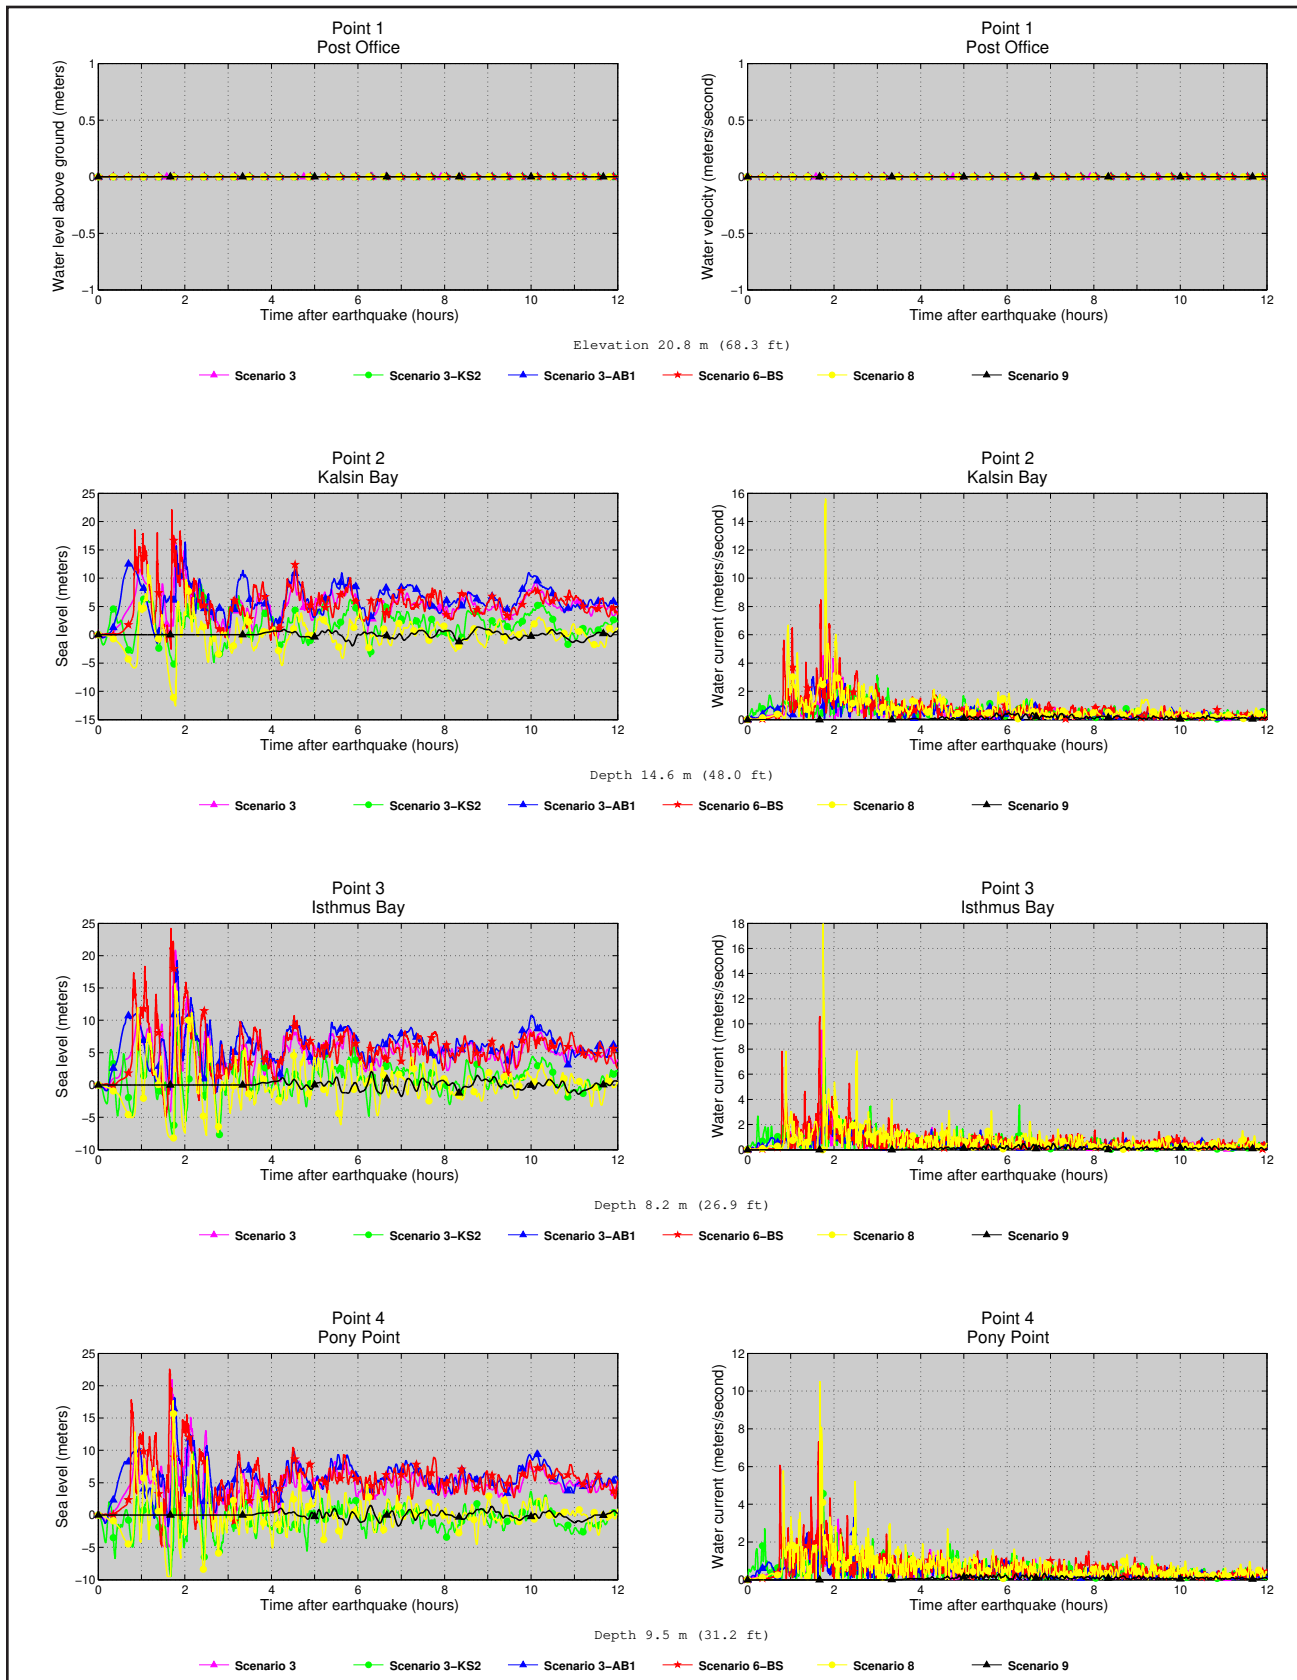 Point 1
Post Office
Water level above ground (meters)
1
0.5
0
−0.5
−1
0 2 4 6 8 10 12
Time after earthquake (hours)
Point 1
Post Office
Water velocity (meters/second)
1
0.5
0
−0.5
−1
0 2 4 6 8 10 12
Time after earthquake (hours)
Elevation 20.8 m (68.3 ft)
Scenario 3 Scenario 3−KS2 Scenario 3−AB1 Scenario 6−BS Scenario 8 Scenario 9
Point 2
Kalsin Bay
Sea level (meters)
25
20
15
10
5
0
−5
−10
−15
0 2 4 6 8 10 12
Time after earthquake (hours)
Point 2
Kalsin Bay
Water current (meters/second)
16
14
12
10
8
6
4
2
0
0 2 4 6 8 10 12
Time after earthquake (hours)
Depth 14.6 m (48.0 ft)
Scenario 3 Scenario 3−KS2 Scenario 3−AB1 Scenario 6−BS Scenario 8 Scenario 9
Point 3
Isthmus Bay
Sea level (meters)
25
20
15
10
5
0
−5
−10
0 2 4 6 8 10 12
Time after earthquake (hours)
Point 3
Isthmus Bay
Water current (meters/second)
18
16
14
12
10
8
6
4
2
0
0 2 4 6 8 10 12
Time after earthquake (hours)
Depth 8.2 m (26.9 ft)
Scenario 3 Scenario 3−KS2 Scenario 3−AB1 Scenario 6−BS Scenario 8 Scenario 9
Point 4
Pony Point
Sea level (meters)
25
20
15
10
5
0
−5
−10
0 2 4 6 8 10 12
Time after earthquake (hours)
Point 4
Pony Point
Water current (meters/second)
12
10
8
6
4
2
0
0 2 4 6 8 10 12
Time after earthquake (hours)
Depth 9.5 m (31.2 ft)
Scenario 3 Scenario 3−KS2 Scenario 3−AB1 Scenario 6−BS Scenario 8 Scenario 9